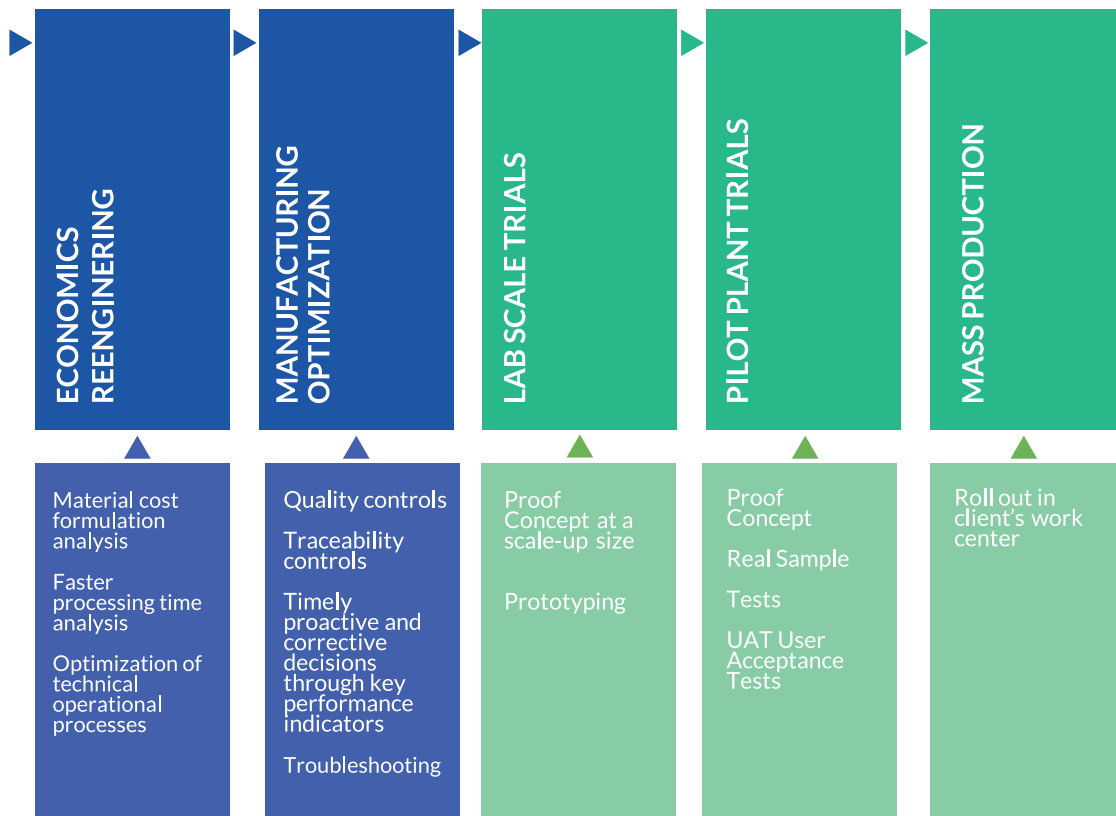 ECONOMICS
REENGINERING
MANUFACTURING
OPTIMIZATION
LAB SCALE TRIALS
PILOT PLANT TRIALS
MASS PRODUCTION
Material cost
formulation
analysis
Faster
processing time
analysis
Optimization of
technical
operational
processes
Quality controls
Traceability
controls
Timely
proactive and
corrective
decisions
through key
performance
indicators
Troubleshooting
Proof
Concept at a
scale-up size
Prototyping
Proof
Concept
Real Sample
Tests
UAT User
Acceptance
Tests
Roll out in
client's work
center